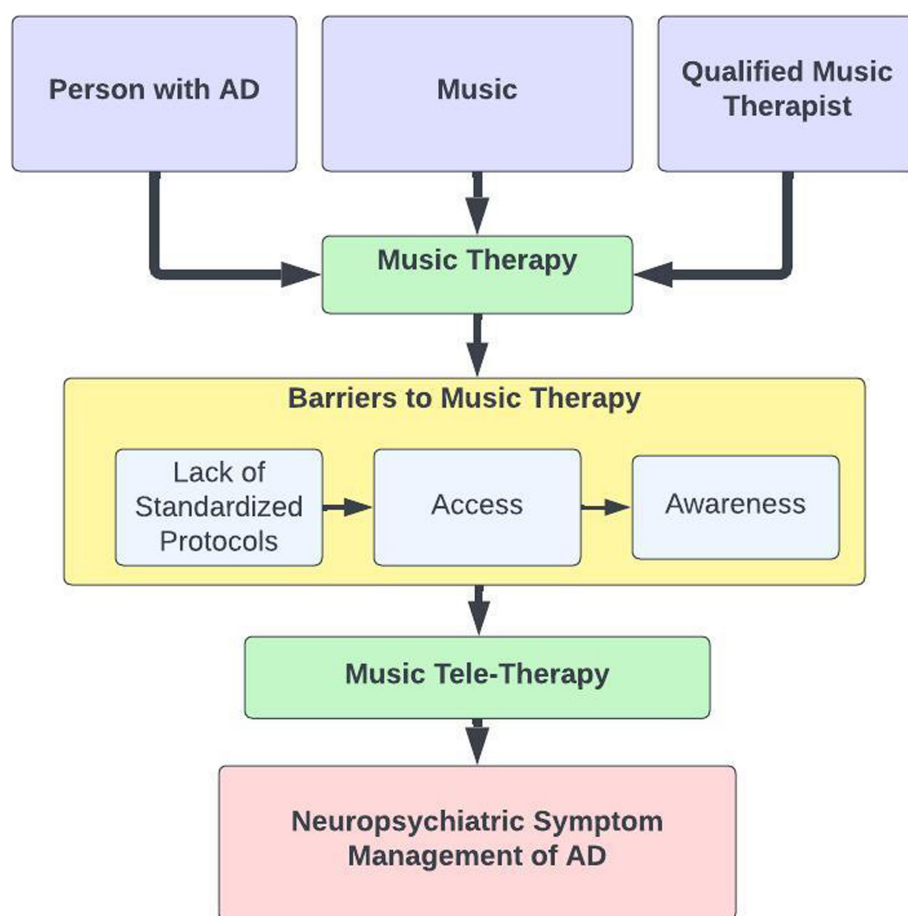 Person with AD
Music
Qualified Music
Therapist
Music Therapy
Barriers to Music Therapy
Lack of
Standardized
Protocols
Access
Awareness
Music Tele-Therapy
Neuropsychiatric Symptom
Management of AD